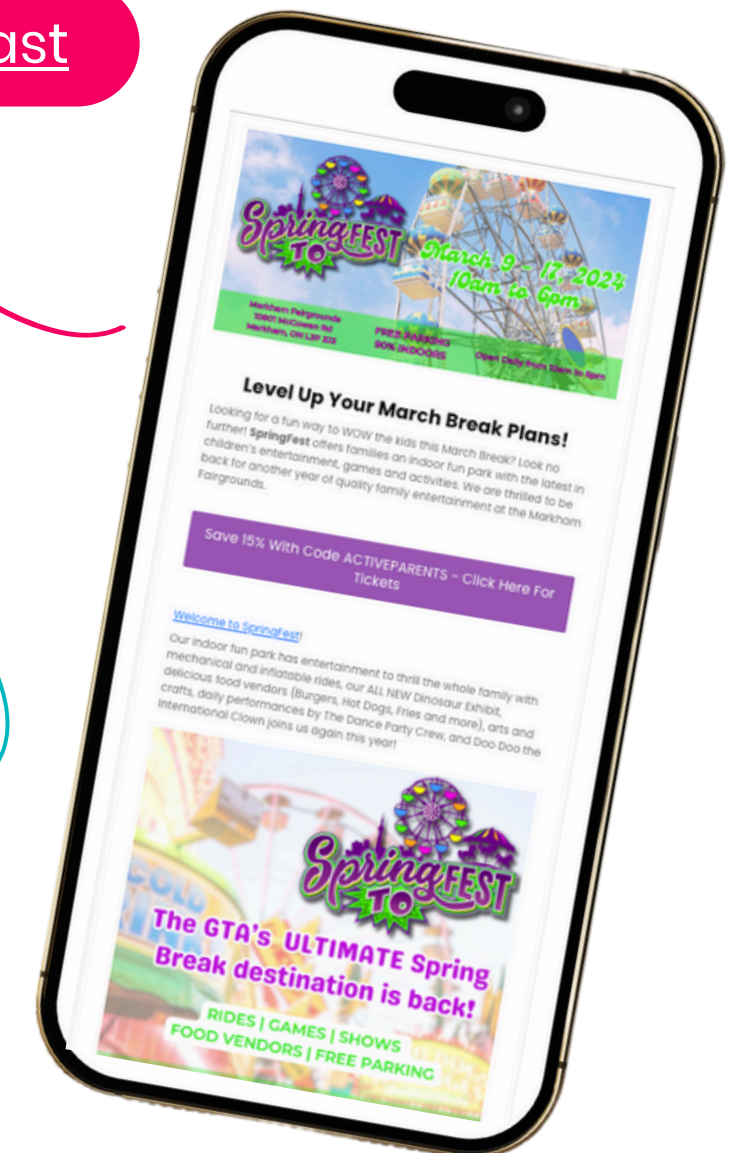 ast
SpringFEST
TO
March 9 - 17, 2024
10am to 6pm
Markham Fairgrounds
10801 McCowan Rd
Markham, ON L3P 3J3
FREE PARKING
90% INDOORS
Open Daily from 10am to 6pm
Level Up Your March Break Plans!
Looking for a fun way to WOW the kids this March Break? Look no
further! SpringFest offers families an indoor fun park with the latest in
children's entertainment, games and activities. We are thrilled to be
back for another year of quality family entertainment at the Markham
Fairgrounds.
Save 15% With Code ACTIVEPARENTS - Click Here For
Tickets
Welcome to SpringFest!
Our indoor fun park has entertainment to thrill the whole family with
mechanical and inflatable rides, our ALL NEW Dinosaur Exhibit,
delicious food vendors (Burgers, Hot Dogs, Fries and more), arts and
crafts, daily performances by The Dance Party Crew, and Doo Doo the
International Clown joins us again this year!
SpringFEST
TO
COLD
The GTA's ULTIMATE Spring
Break destination is back!
RIDES | GAMES | SHOWS
FOOD VENDORS | FREE PARKING